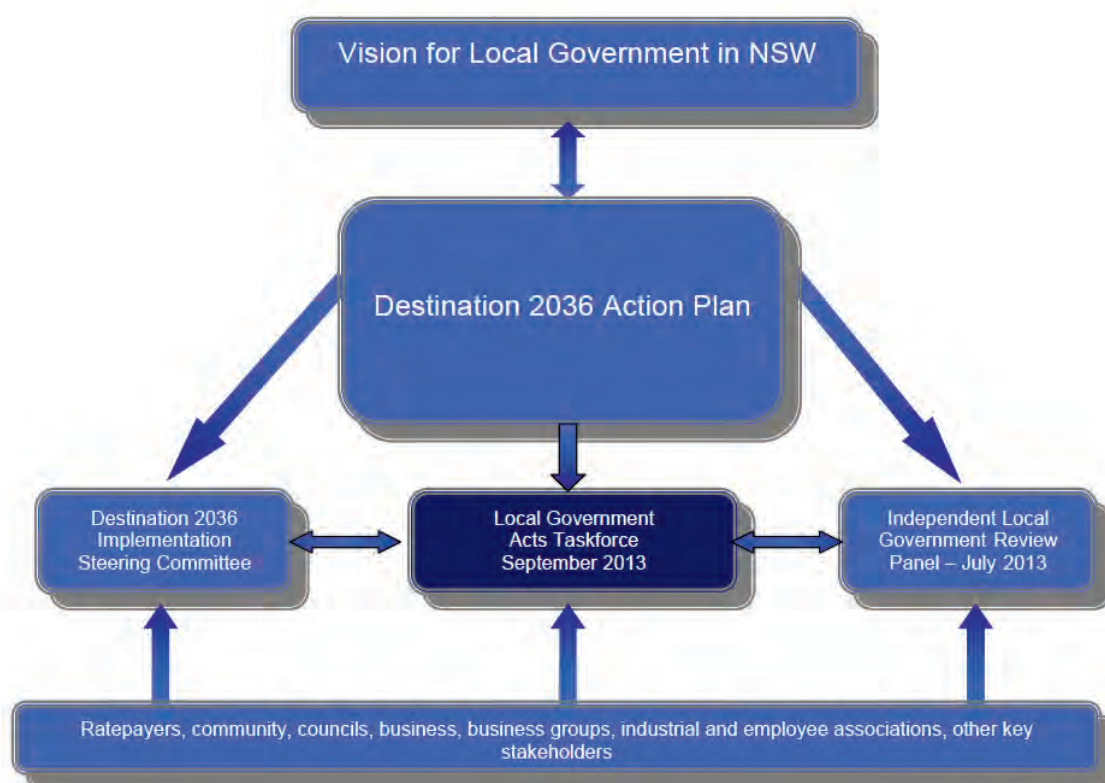 Vision for Local Government in NSW
Destination 2036 Action Plan
Destination 2036
Implementation
Steering Committee
Local Government
Acts Taskforce
September 2013
Independent Local
Government Review
Panel – July 2013
Ratepayers, community, councils, business, business groups, industrial and employee associations, other key
stakeholders